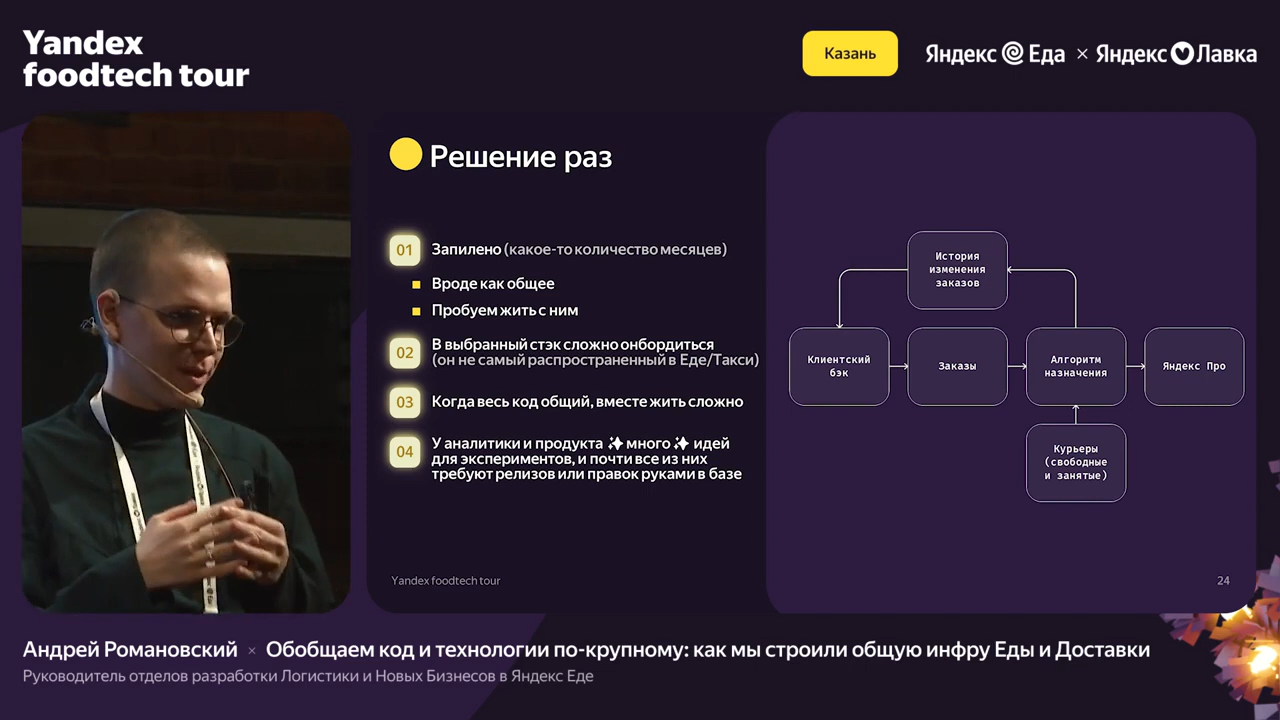 Yandex
foodtech tour
Казань
Яндекс Еда × Яндекс Лавка
Решение раз
01 Запилено (какое-то количество месяцев)
Вроде как общее
Пробуем жить с ним
02 В выбранный стэк сложно онбордиться
(он не самый распространенный в Еде/Такси)
03 Когда весь код общий, вместе жить сложно
04 У аналитики и продукта ✨ много ✨ идей
для экспериментов, и почти все из них
требуют релизов или правок руками в базе
История
изменения
заказов
Клиентский
бэк
Заказы
Алгоритм
назначения
Яндекс Про
Курьеры
(свободные
и занятые)
Yandex foodtech tour
24
Андрей Романовский × Обобщаем код и технологии по-крупному: как мы строили общую инфру Еды и Доставки
Руководитель отделов разработки Логистики и Новых Бизнесов в Яндекс Еде